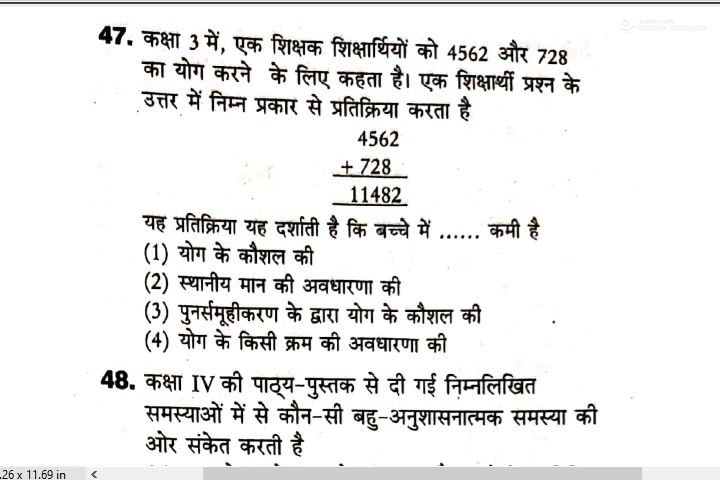 47. कक्षा 3 में, एक शिक्षक शिक्षार्थियों को 4562 और 728
का योग करने के लिए कहता है। एक शिक्षार्थी प्रश्न के
उत्तर में निम्न प्रकार से प्रतिक्रिया करता है
4562
+ 728
11482
यह प्रतिक्रिया यह दर्शाती है कि बच्चे में ...... कमी है
(1) योग के कौशल की
(2) स्थानीय मान की अवधारणा की
(3) पुनर्समूहीकरण के द्वारा योग के कौशल की
(4) योग के किसी क्रम की अवधारणा की
48. कक्षा IV की पाठ्य-पुस्तक से दी गई निम्नलिखित
समस्याओं में से कौन-सी बहु-अनुशासनात्मक समस्या की
ओर संकेत करती है
.26 x 11.69 in <